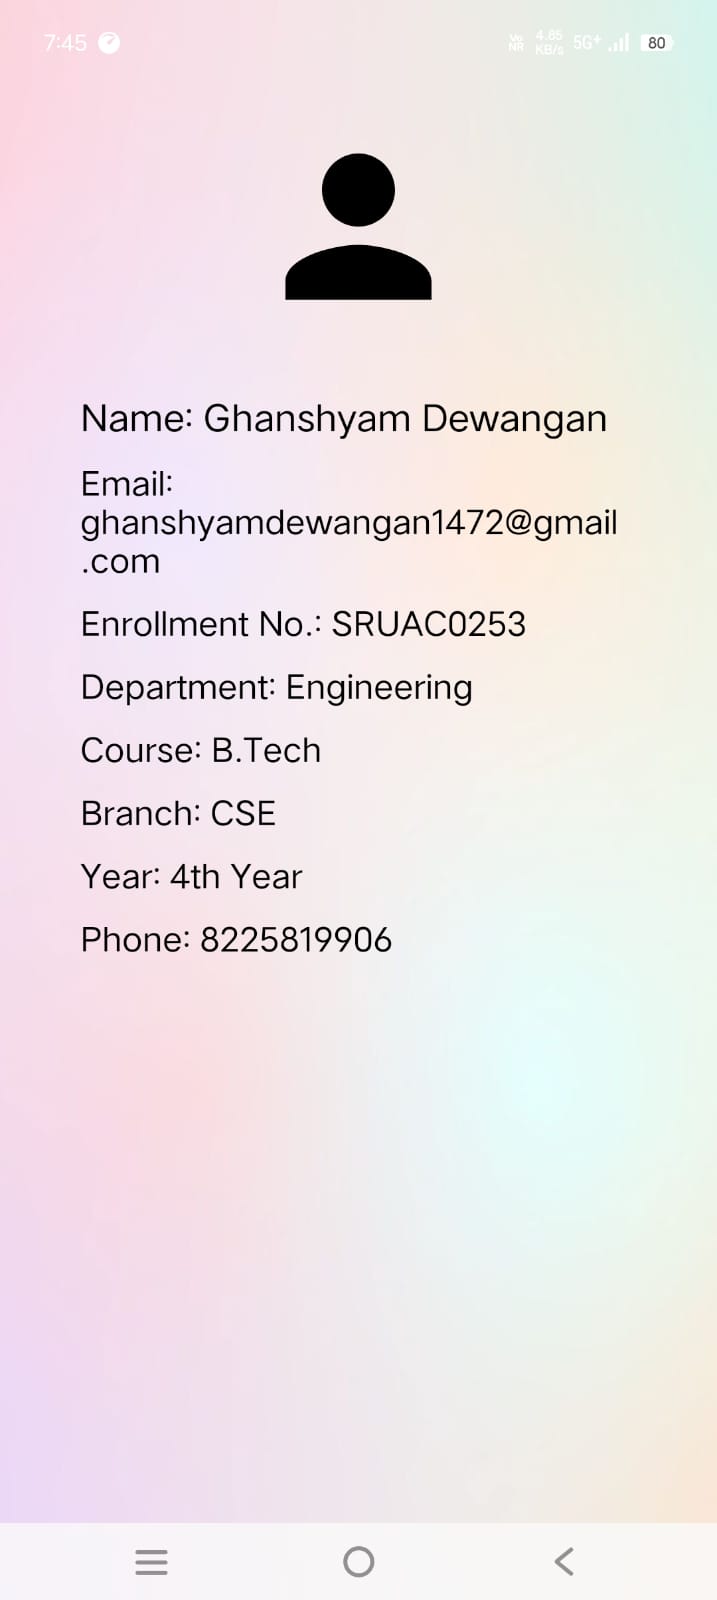 7:45
Vo NR 4.85 KB/s 5G+ 80
Name: Ghanshyam Dewangan
Email:
ghanshyamdewangan1472@gmail
.com
Enrollment No.: SRUAC0253
Department: Engineering
Course: B.Tech
Branch: CSE
Year: 4th Year
Phone: 8225819906